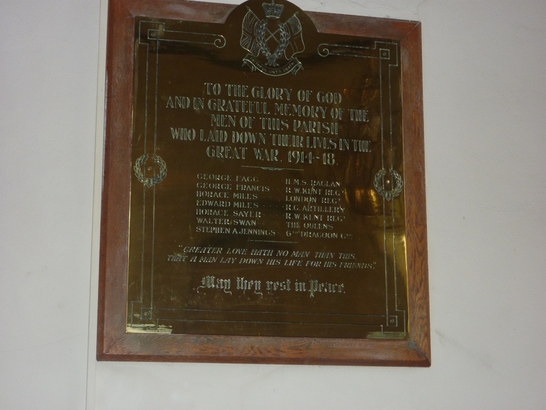 TO THE GLORY OF GOD
AND IN GRATEFUL MEMORY OF THE
MEN OF THIS PARISH
WHO LAID DOWN THEIR LIVES IN THE
GREAT WAR. 1914-18.
GEORGE FAGG H.M.S. RAGLAN
GEORGE FRANCIS R.W. KENT REGT
HORACE MILES LONDON REGT
EDWARD MILES R.G. ARTILLERY
HORACE SAYER R.W. KENT REGT
WALTER SWAN THE QUEENS
STEPHEN A JENNINGS 6TH DRAGOON GDS
"GREATER LOVE HATH NO MAN THAN THIS,
THAT A MAN LAY DOWN HIS LIFE FOR HIS FRIENDS."
May they rest in Peace.